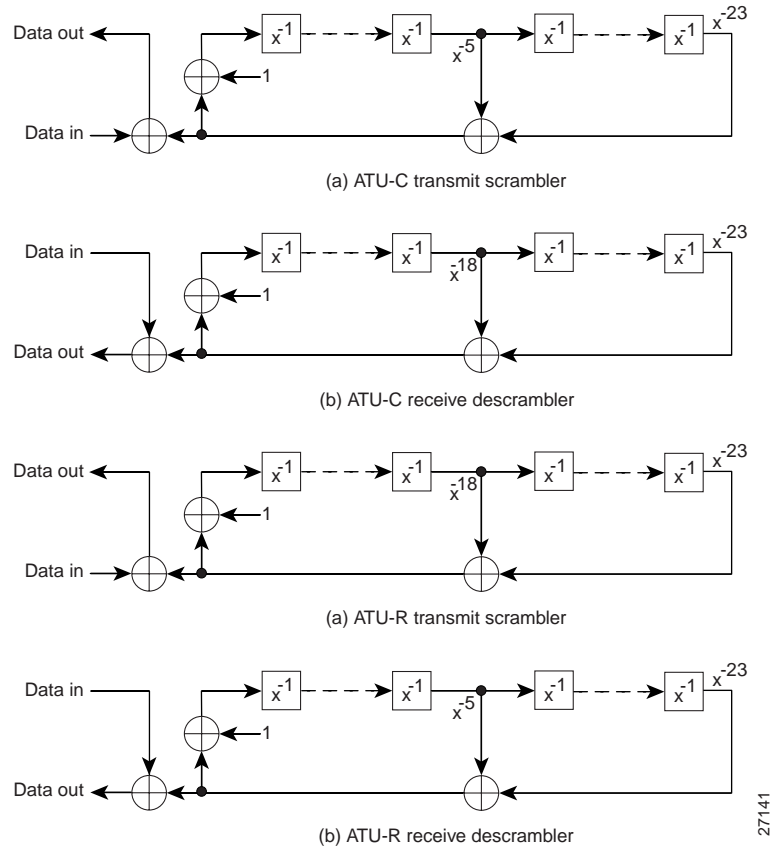 Data out x-1 x-1 x-5 x-1 x-1 x-23
1
Data in
(a) ATU-C transmit scrambler
Data in x-1 x-1 x-18 x-1 x-1 x-23
1
Data out
(b) ATU-C receive descrambler
Data out x-1 x-1 x-18 x-1 x-1 x-23
1
Data in
(a) ATU-R transmit scrambler
Data in x-1 x-1 x-5 x-1 x-1 x-23
1
Data out
(b) ATU-R receive descrambler
27141